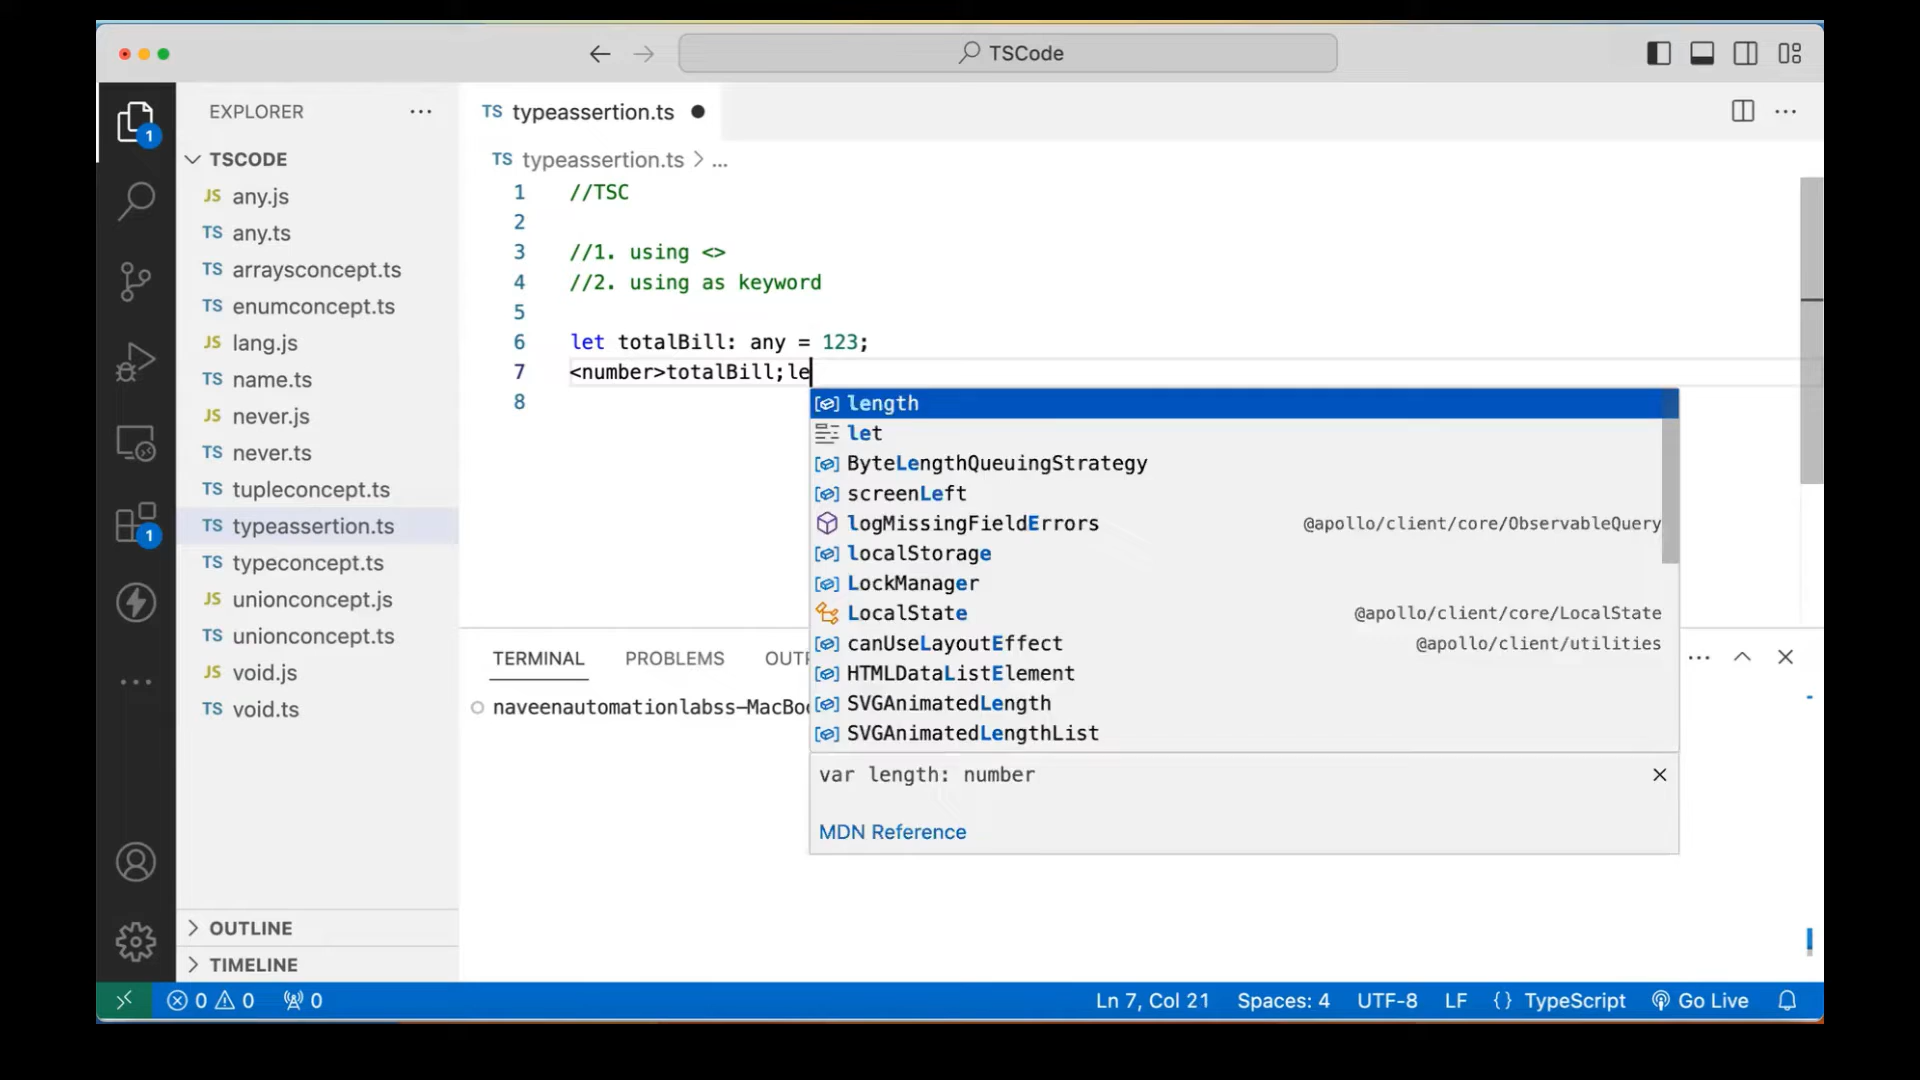 TSCode
EXPLORER
TSCODE
JS any.js
TS any.ts
TS arraysconcept.ts
TS enumconcept.ts
JS lang.js
TS name.ts
JS never.js
TS never.ts
TS tupleconcept.ts
TS typeassertion.ts
TS typeconcept.ts
JS unionconcept.js
TS unionconcept.ts
JS void.js
TS void.ts
OUTLINE
TIMELINE
1
1
TS typeassertion.ts
TS typeassertion.ts > ...
1 //TSC
2
3 //1. using <>
4 //2. using as keyword
5
6 let totalBill: any = 123;
7 <number>totalBill;le
8
length
let
ByteLengthQueuingStrategy
screenLeft
logMissingFieldErrors @apollo/client/core/ObservableQuery
localStorage
LockManager
LocalState @apollo/client/core/LocalState
canUseLayoutEffect @apollo/client/utilities
HTMLDataListElement
SVGAnimatedLength
SVGAnimatedLengthList
var length: number
MDN Reference
TERMINAL PROBLEMS OUTP
naveenautomationlabss-MacBoo
0 0 0 Ln 7, Col 21 Spaces: 4 UTF-8 LF {} TypeScript Go Live